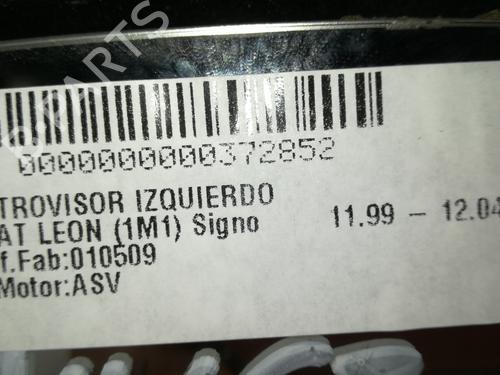 0000000000372852
TROVISOR IZQUIERDO
AT LEON (1M1) Signo 11.99 - 12.04
f.Fab:010509
Motor:ASV